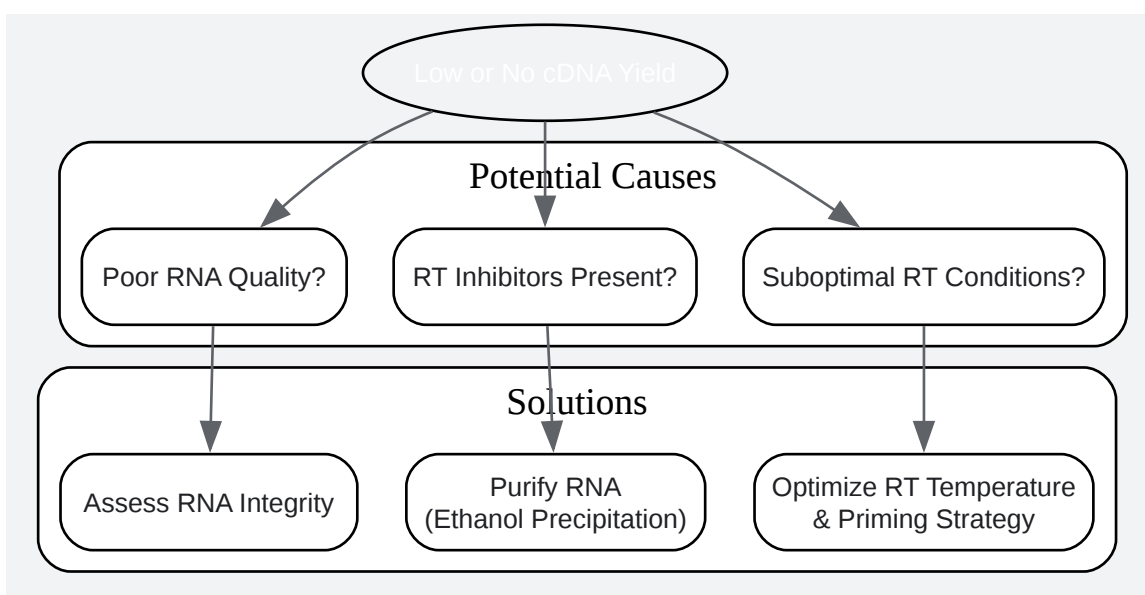 Low or No cDNA Yield
Potential Causes
Poor RNA Quality?
RT Inhibitors Present?
Suboptimal RT Conditions?
Solutions
Assess RNA Integrity
Purify RNA
(Ethanol Precipitation)
Optimize RT Temperature
& Priming Strategy